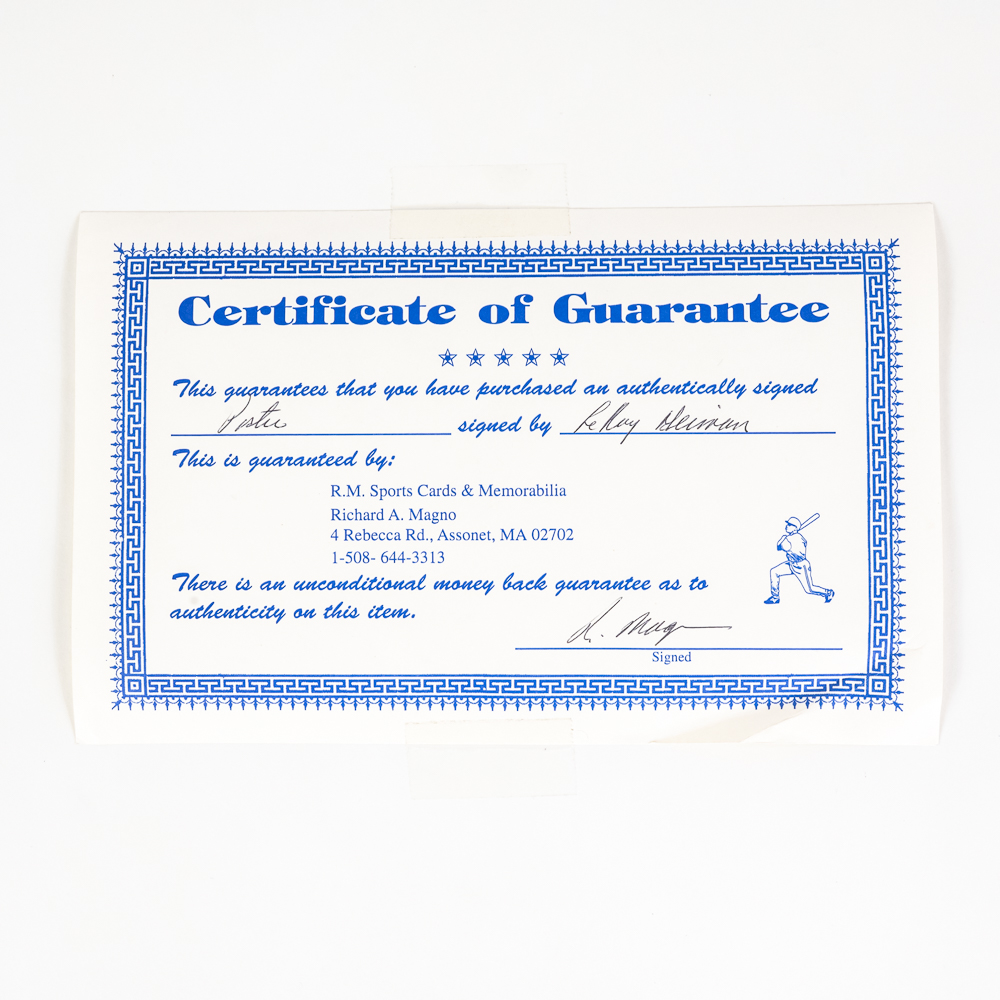 Certificate of Guarantee
This guarantees that you have purchased an authentically signed
Poster signed by LeRoy Neiman
This is guaranteed by:
R.M. Sports Cards & Memorabilia
Richard A. Magno
4 Rebecca Rd., Assonet, MA 02702
1-508- 644-3313
There is an unconditional money back guarantee as to
authenticity on this item.
R. Magno
Signed